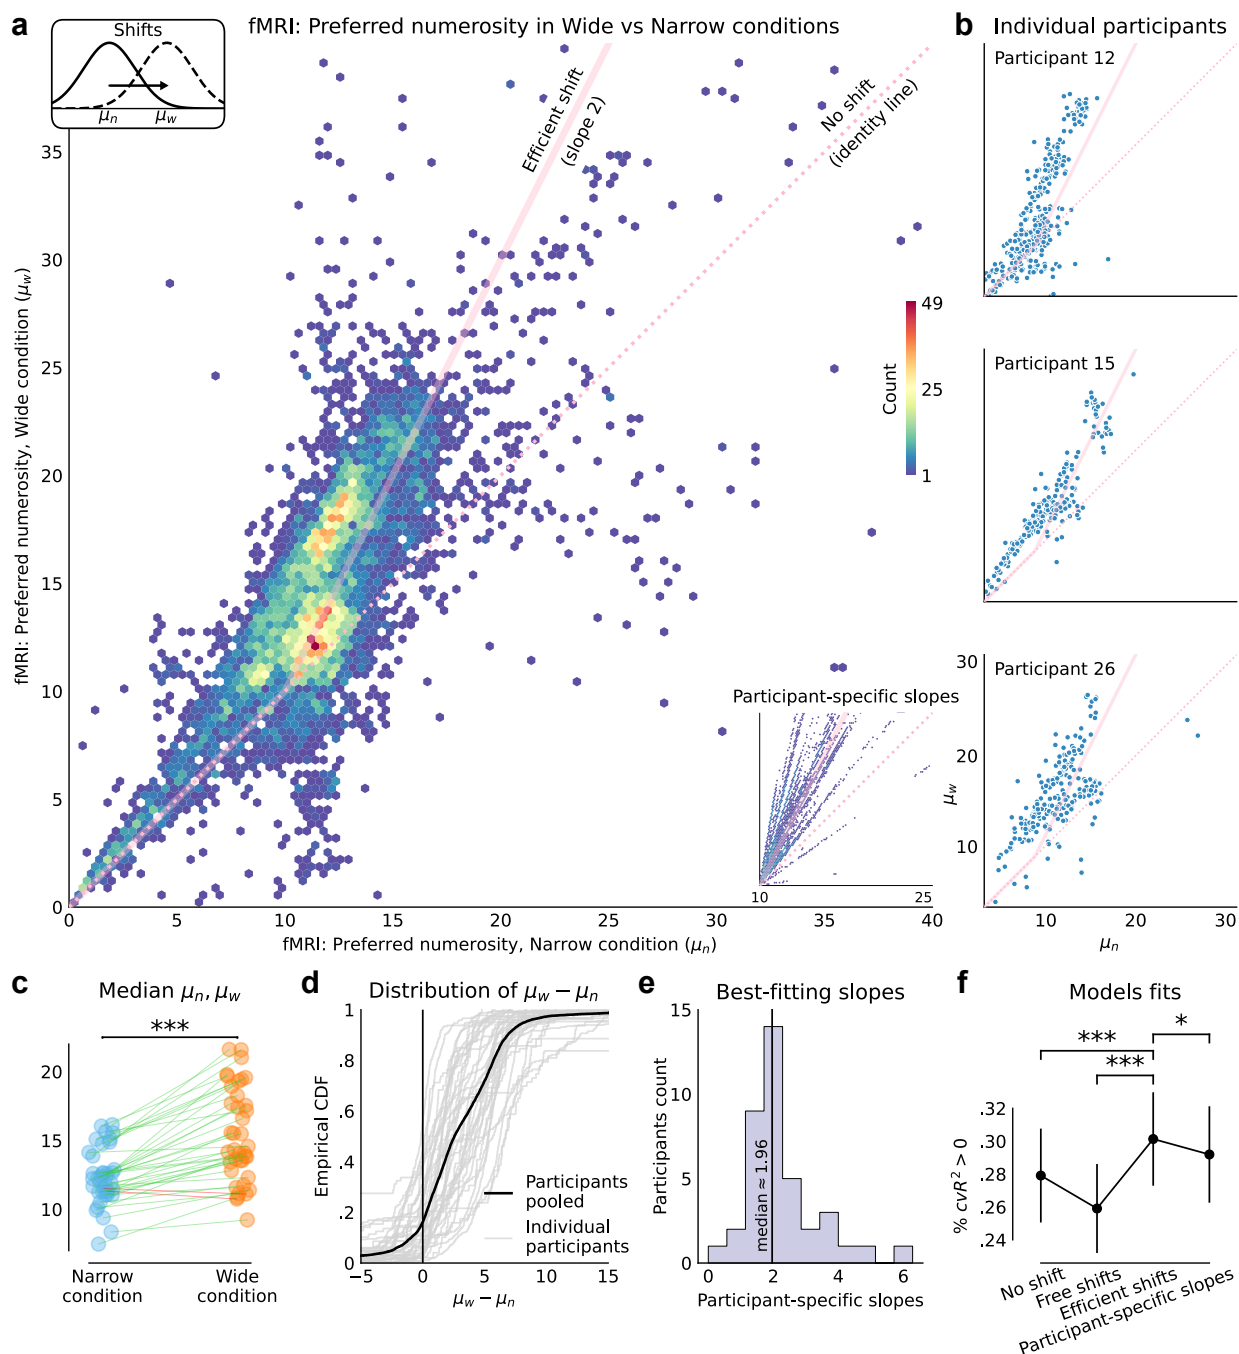 a
fMRI: Preferred numerosity in Wide vs Narrow conditions
Shifts
μn
μw
Efficient shift
(slope 2)
No shift
(identity line)
fMRI: Preferred numerosity, Wide condition (μw)
35
30
25
20
15
10
5
0
0
5
10
15
20
25
30
35
40
fMRI: Preferred numerosity, Narrow condition (μn)
Count
49
25
1
Participant-specific slopes
10
25
b
Individual participants
Participant 12
Participant 15
Participant 26
30
20
10
μw
10
20
30
μn
c
Median μn, μw
***
20
15
10
Narrow
condition
Wide
condition
d
Distribution of μw − μn
Empirical CDF
1
.8
.6
.4
.2
0
−5
0
5
10
15
μw − μn
Participants
pooled
Individual
participants
e
Best-fitting slopes
Participants count
15
10
5
0
median ≈ 1.96
0
2
4
6
Participant-specific slopes
f
Models fits
***
*
***
% cvR² > 0
.32
.30
.28
.26
.24
No shift
Free shifts
Efficient shifts
Participant-specific slopes